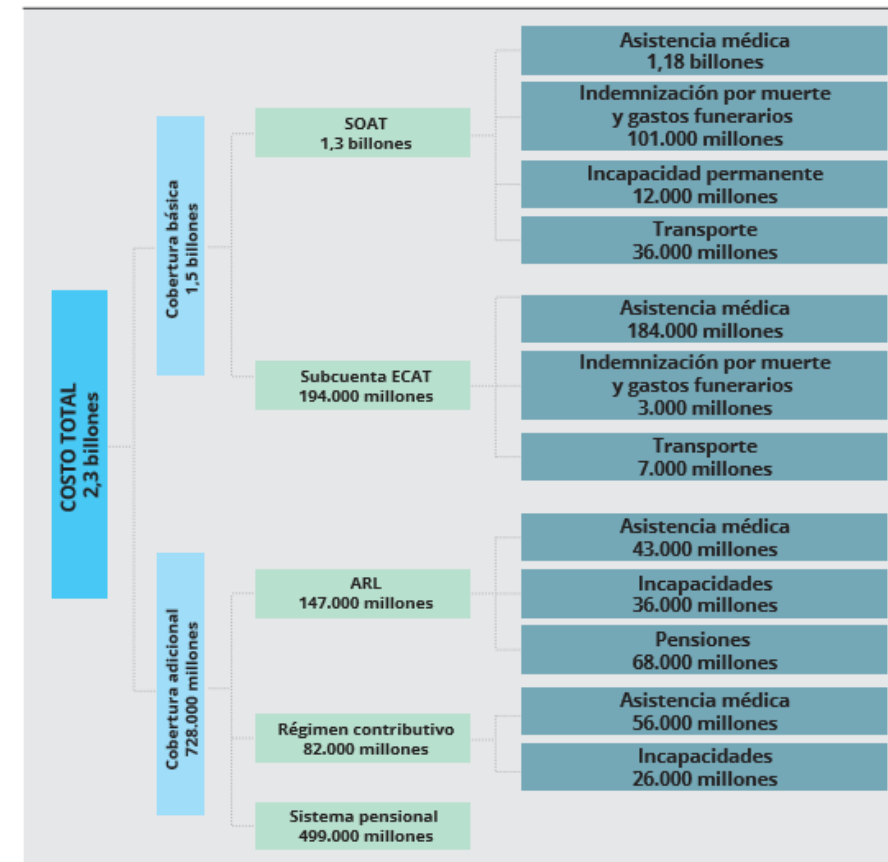 COSTO TOTAL
2,3 billones
Cobertura básica
1,5 billones
SOAT
1,3 billones
Asistencia médica
1,18 billones
Indemnización por muerte
y gastos funerarios
101.000 millones
Incapacidad permanente
12.000 millones
Transporte
36.000 millones
Subcuenta ECAT
194.000 millones
Asistencia médica
184.000 millones
Indemnización por muerte
y gastos funerarios
3.000 millones
Transporte
7.000 millones
Cobertura adicional
728.000 millones
ARL
147.000 millones
Asistencia médica
43.000 millones
Incapacidades
36.000 millones
Pensiones
68.000 millones
Régimen contributivo
82.000 millones
Asistencia médica
56.000 millones
Incapacidades
26.000 millones
Sistema pensional
499.000 millones